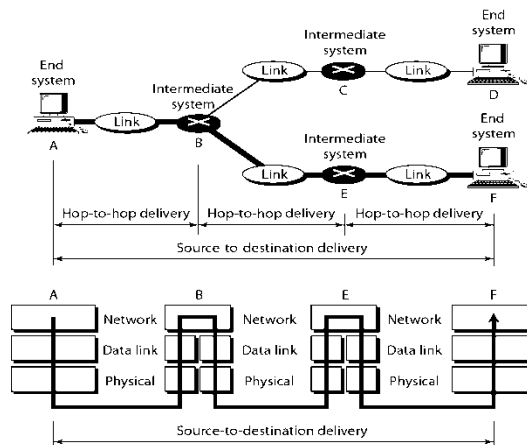 End
system
Intermediate
system
Link
Link
C
D
End
system
Intermediate
system
Link
A
B
Intermediate
system
End
system
Link
Link
E
F
Hop-to-hop delivery
Hop-to-hop delivery
Hop-to-hop delivery
Source to destination delivery
A B E F
Network Network Network
Data link Data link Data link
Physical Physical Physical
Source-to-destination delivery